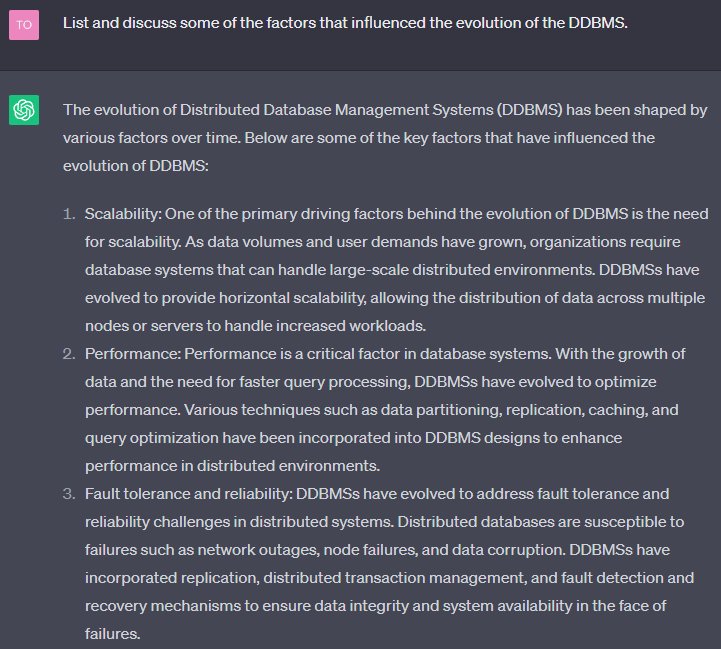 TO
List and discuss some of the factors that influenced the evolution of the DDBMS.
The evolution of Distributed Database Management Systems (DDBMS) has been shaped by
various factors over time. Below are some of the key factors that have influenced the
evolution of DDBMS:
1. Scalability: One of the primary driving factors behind the evolution of DDBMS is the need
for scalability. As data volumes and user demands have grown, organizations require
database systems that can handle large-scale distributed environments. DDBMSs have
evolved to provide horizontal scalability, allowing the distribution of data across multiple
nodes or servers to handle increased workloads.
2. Performance: Performance is a critical factor in database systems. With the growth of
data and the need for faster query processing, DDBMSs have evolved to optimize
performance. Various techniques such as data partitioning, replication, caching, and
query optimization have been incorporated into DDBMS designs to enhance
performance in distributed environments.
3. Fault tolerance and reliability: DDBMSs have evolved to address fault tolerance and
reliability challenges in distributed systems. Distributed databases are susceptible to
failures such as network outages, node failures, and data corruption. DDBMSs have
incorporated replication, distributed transaction management, and fault detection and
recovery mechanisms to ensure data integrity and system availability in the face of
failures.